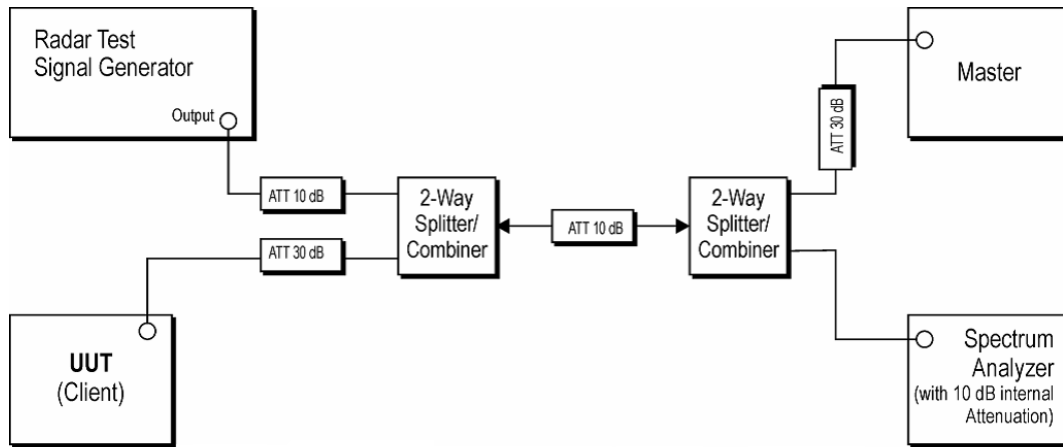 Radar Test
Signal Generator
Output
ATT 10 dB
ATT 30 dB
UUT
(Client)
2-Way
Splitter/
Combiner
ATT 10 dB
2-Way
Splitter/
Combiner
ATT 30 dB
Master
Spectrum
Analyzer
(with 10 dB internal
Attenuation)